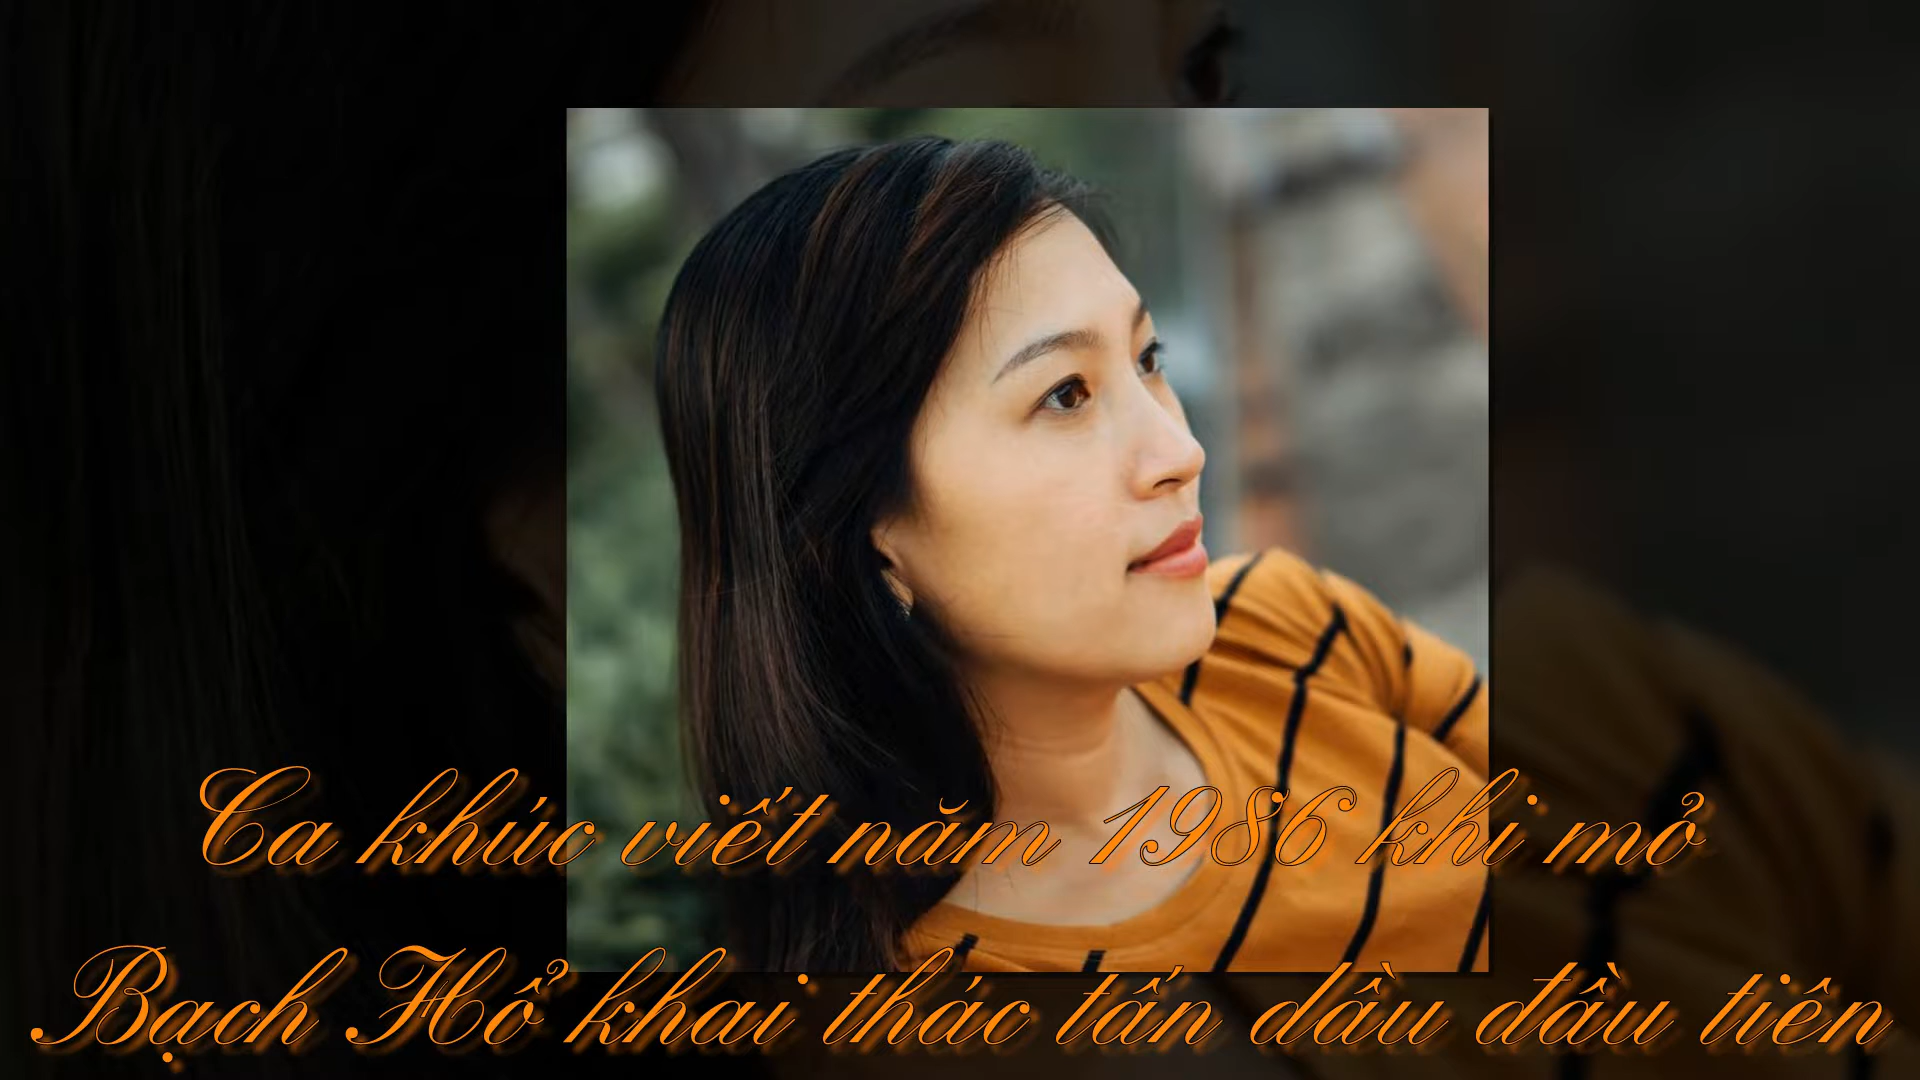 Ca khúc viết năm 1986 khi mỏ
Bạch Hổ khai thác tấn dầu đầu tiên